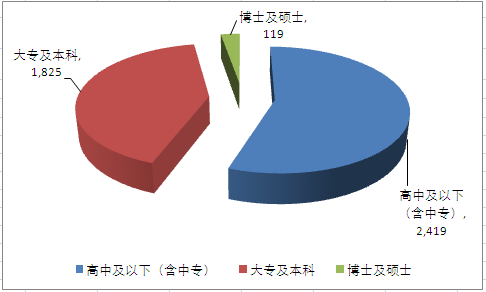 博士及硕士,
119
大专及本科,
1,825
高中及以下
（含中专）,
2,419
高中及以下（含中专）
大专及本科
博士及硕士